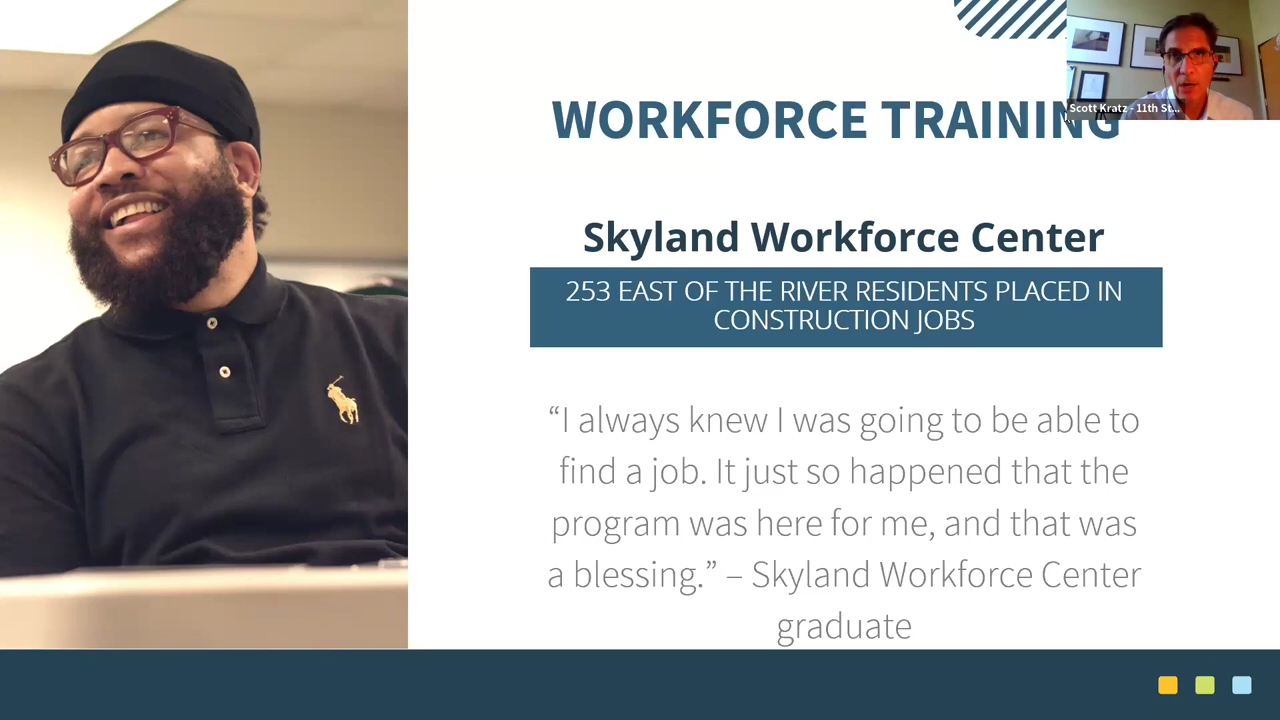 Scott Kratz - 11th St...
WORKFORCE TRAINING
Skyland Workforce Center
253 EAST OF THE RIVER RESIDENTS PLACED IN
CONSTRUCTION JOBS
“I always knew I was going to be able to
find a job. It just so happened that the
program was here for me, and that was
a blessing.” – Skyland Workforce Center
graduate